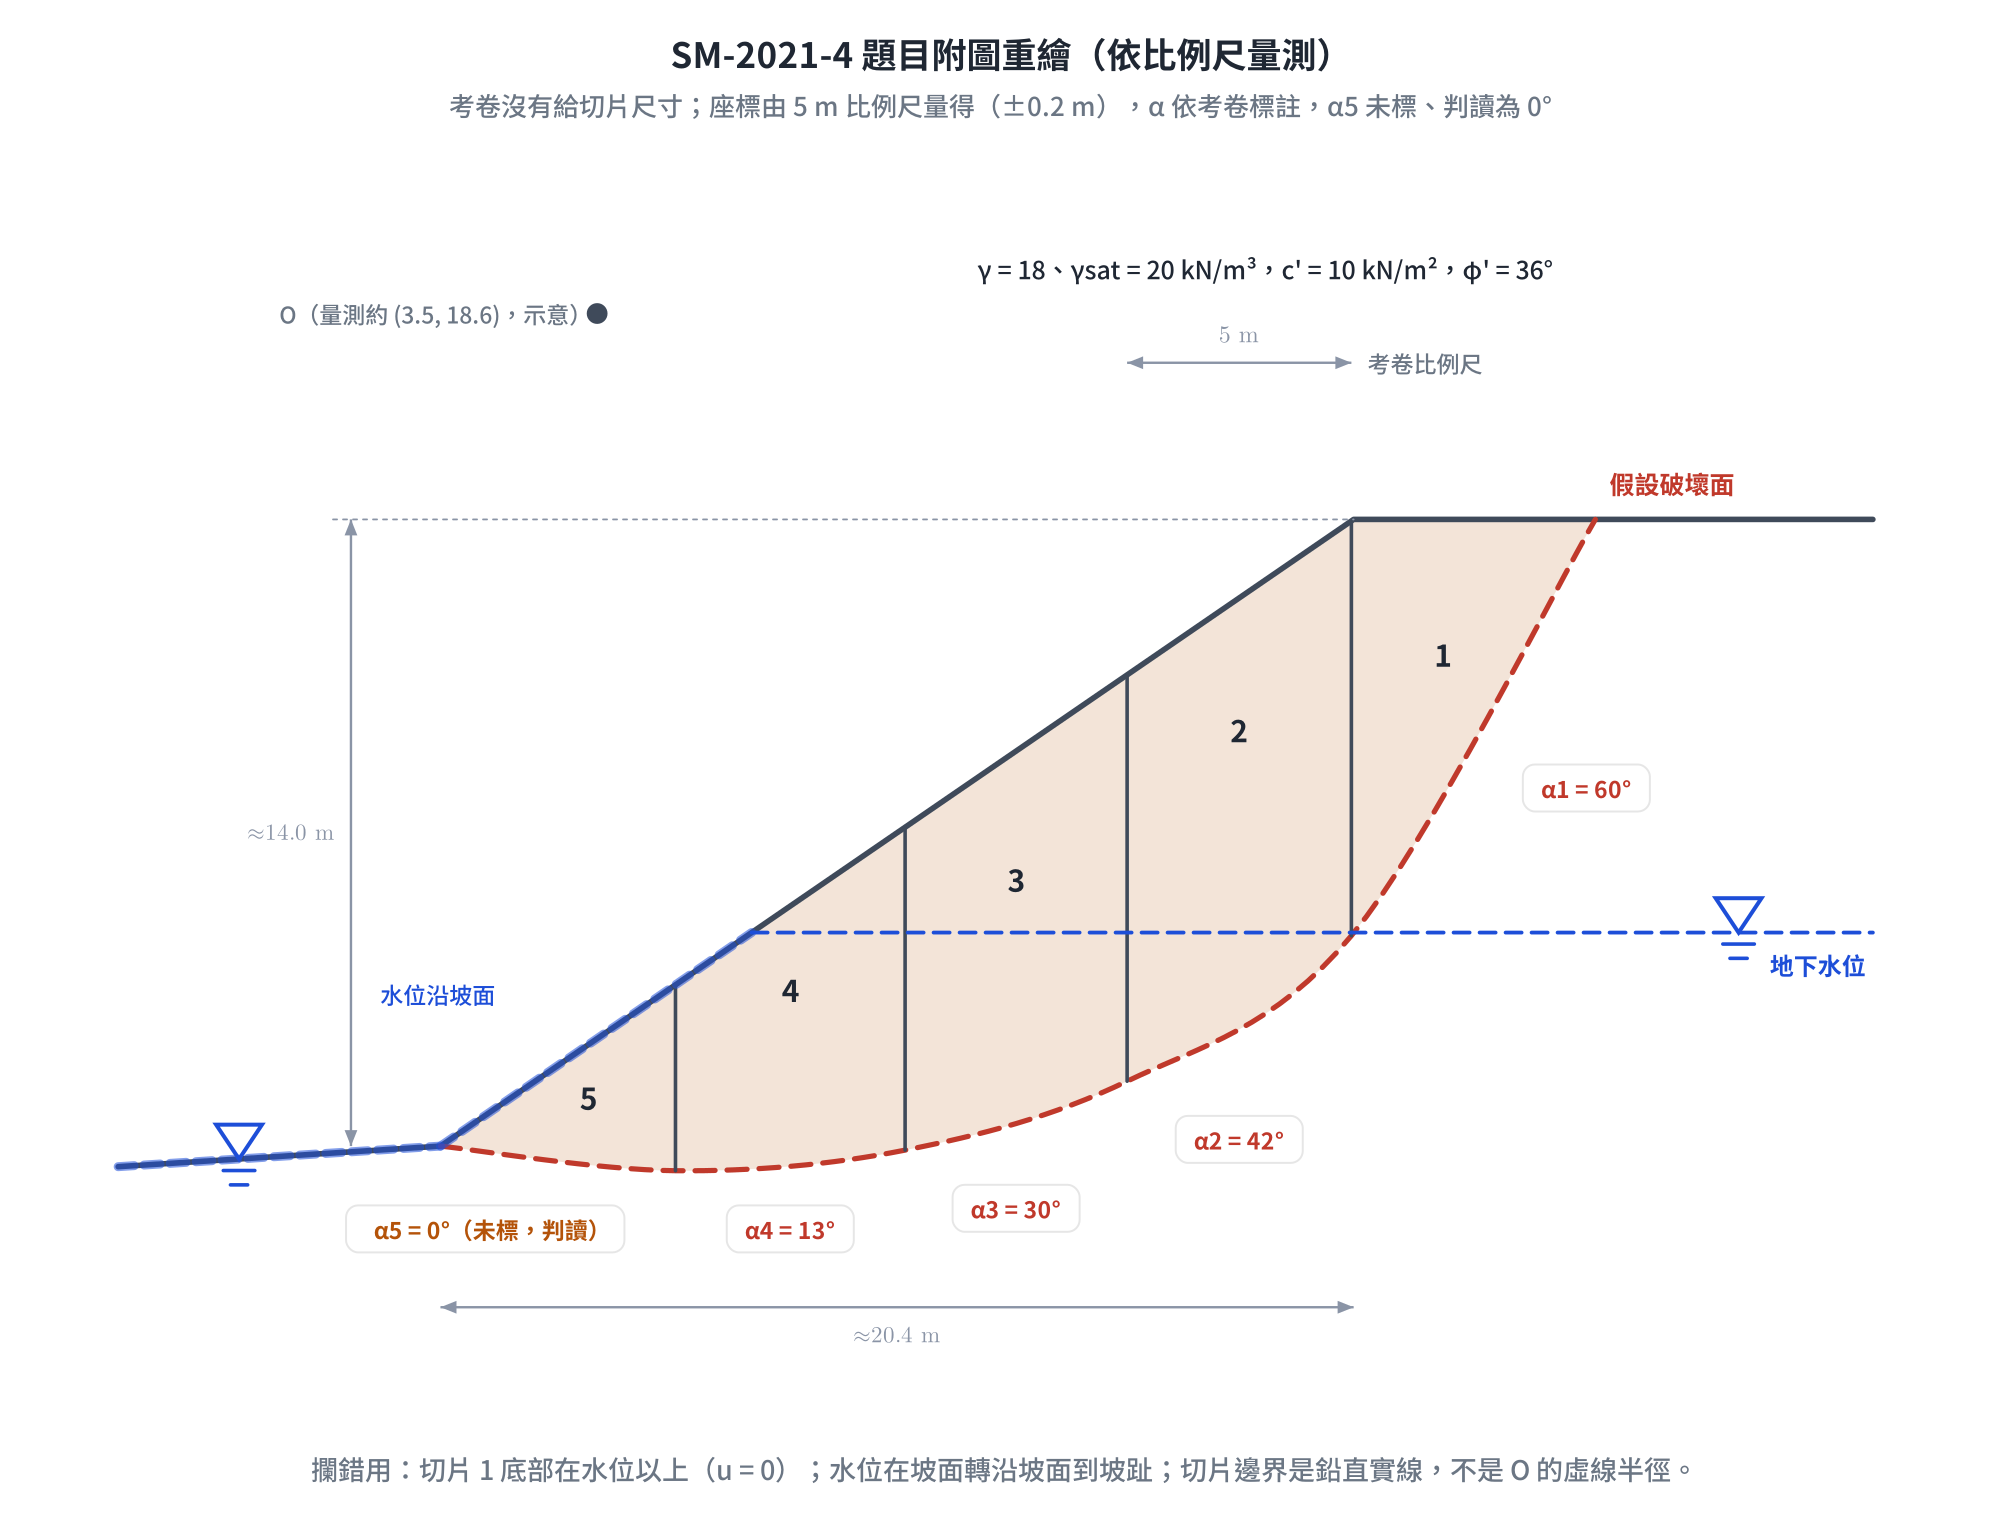 SM-2021-4 題目附圖重繪（依比例尺量測）
考卷沒有給切片尺寸；座標由 5 m 比例尺量得（±0.2 m），α 依考卷標註，α5 未標、判讀為 0°
γ = 18、γsat = 20 kN/m³，c' = 10 kN/m²，ϕ' = 36°
O（量測約 (3.5, 18.6)，示意）
5 m
考卷比例尺
假設破壞面
1
2
α1 = 60°
≈14.0 m
3
地下水位
4
水位沿坡面
5
α2 = 42°
α3 = 30°
α5 = 0°（未標，判讀）
α4 = 13°
≈20.4 m
攔錯用：切片 1 底部在水位以上（u = 0）；水位在坡面轉沿坡面到坡趾；切片邊界是鉛直實線，不是 O 的虛線半徑。